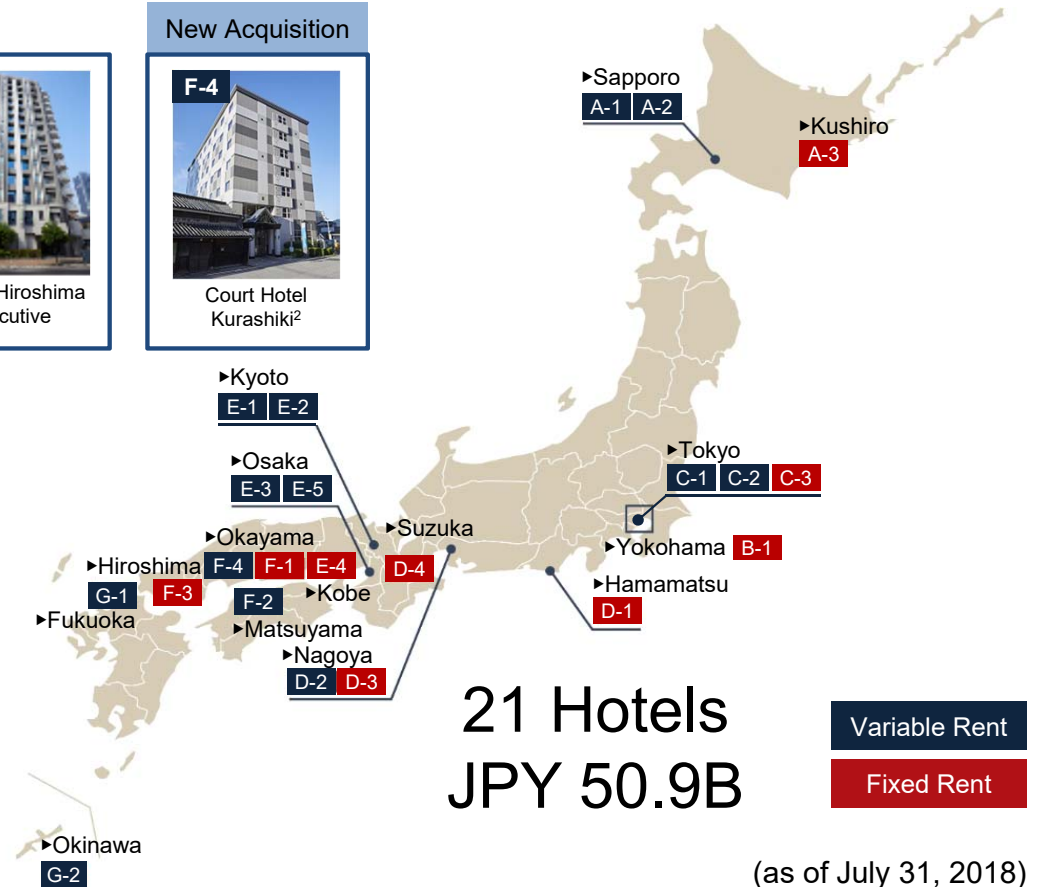 New Acquisition
F-4
Hiroshima
cutive
Court Hotel
Kurashiki2
▶Sapporo
A-1 A-2
▶Kushiro
A-3
▶Kyoto
E-1 E-2
▶Osaka
E-3 E-5
▶Tokyo
C-1 C-2 C-3
▶Suzuka
D-4
▶Okayama
F-4 F-1 E-4
▶Yokohama B-1
▶Hiroshima
G-1 F-3
F-2 ▶Kobe
▶Hamamatsu
D-1
▶Fukuoka
▶Matsuyama
▶Nagoya
D-2 D-3
21 Hotels
JPY 50.9B
Variable Rent
Fixed Rent
▶Okinawa
G-2
(as of July 31, 2018)